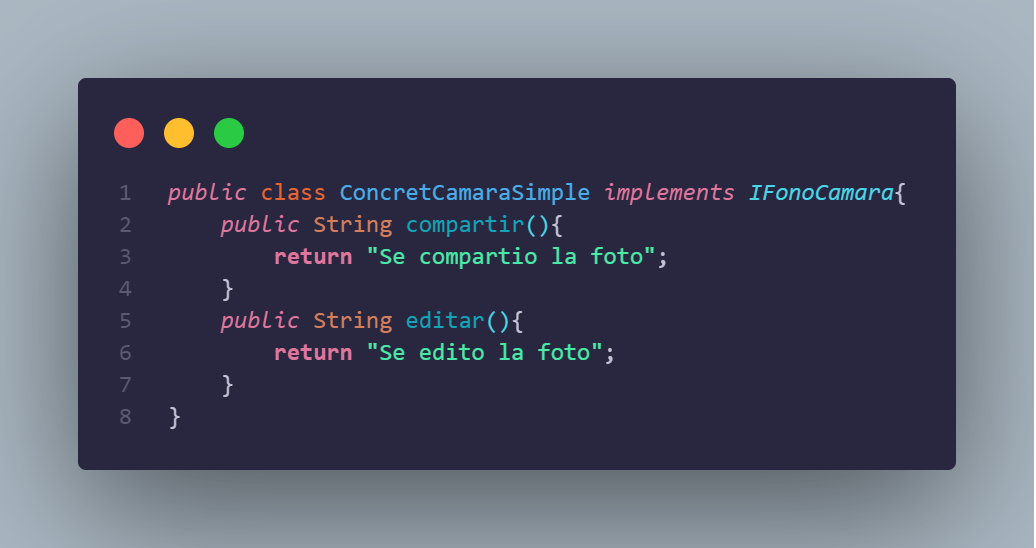 1 public class ConcretCamaraSimple implements IFonoCamara{
2 public String compartir(){
3 return "Se compartio la foto";
4 }
5 public String editar(){
6 return "Se edito la foto";
7 }
8 }